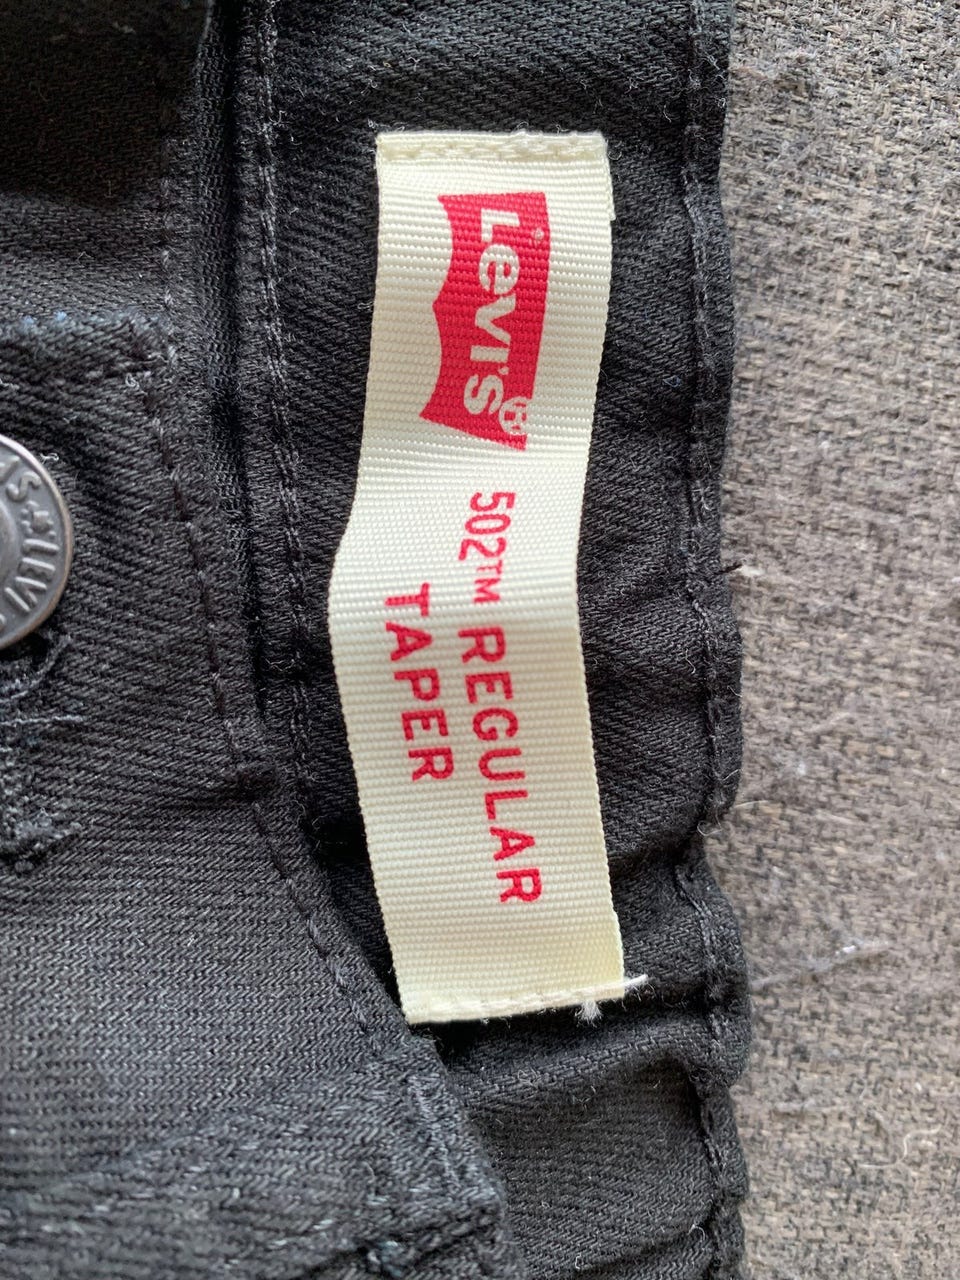 LEVI'S®
502™ REGULAR
TAPER